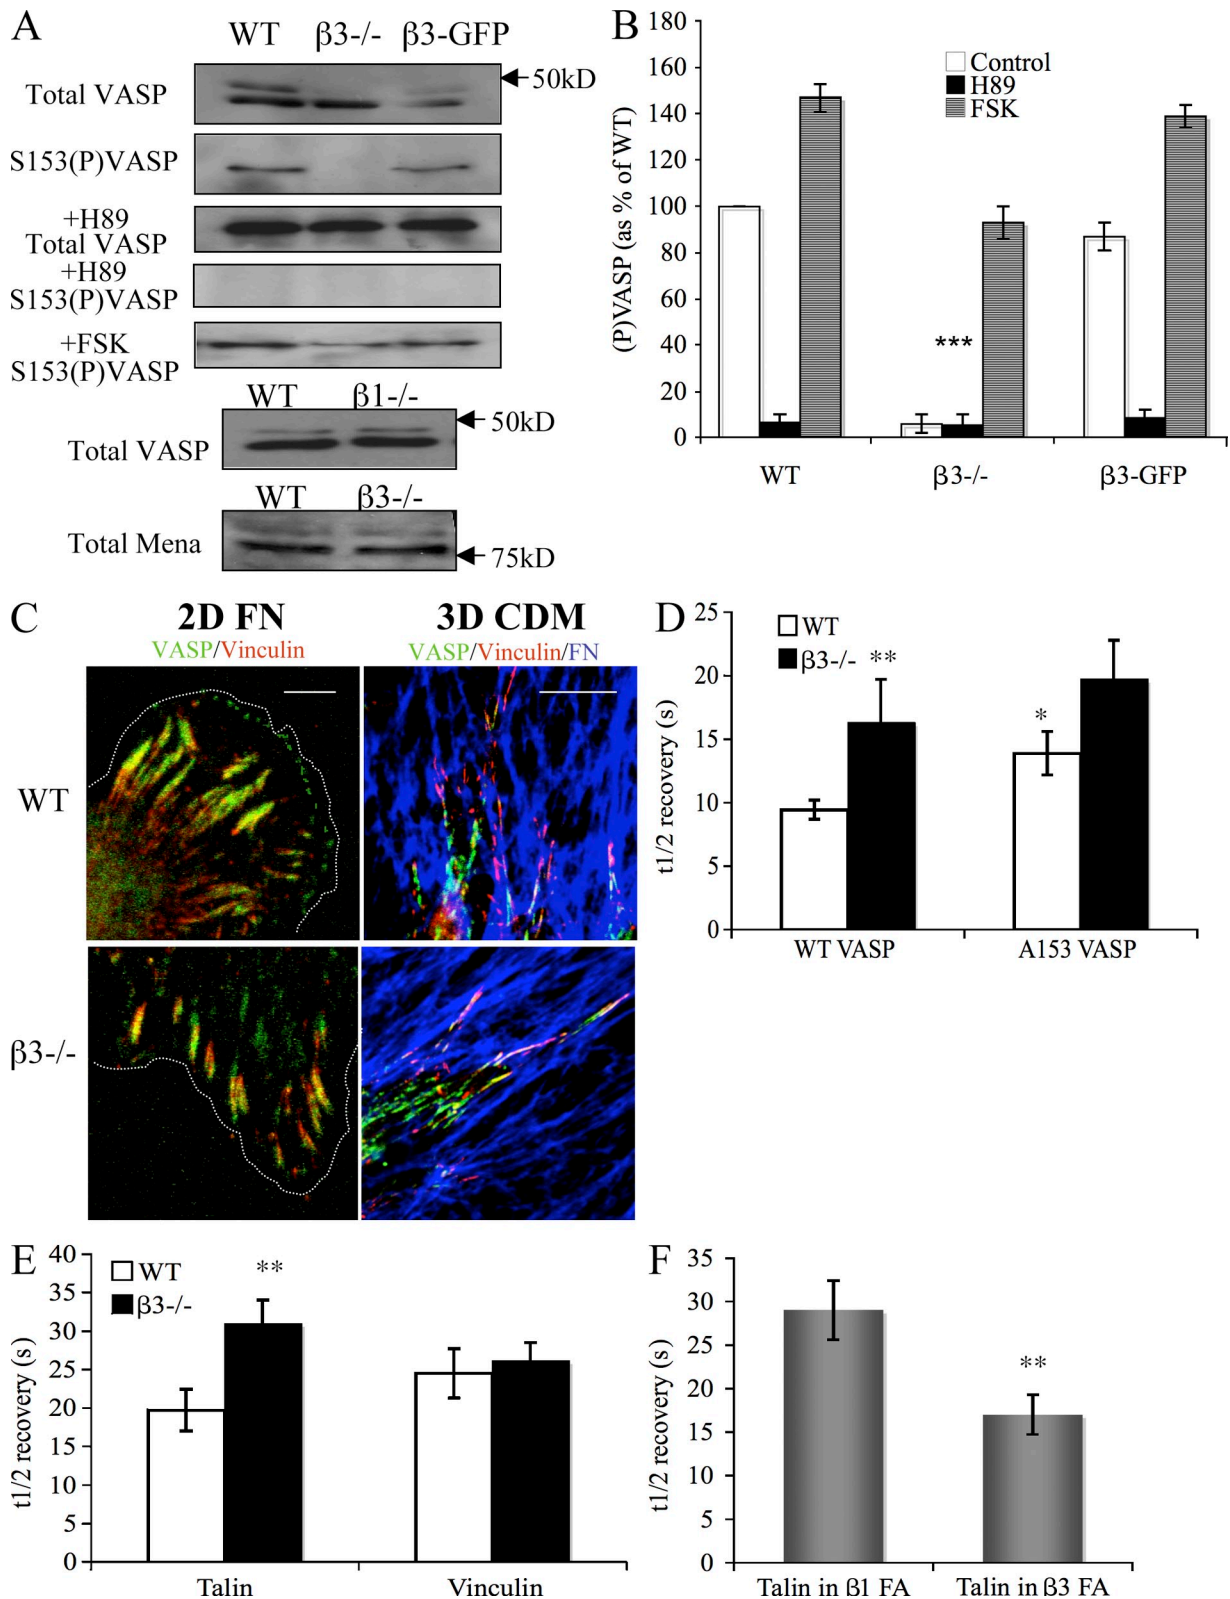 A
WT β3-/- β3-GFP
Total VASP
50kD
S153(P)VASP
+H89
Total VASP
+H89
S153(P)VASP
+FSK
S153(P)VASP
WT β1-/-
Total VASP
50kD
WT β3-/-
Total Mena
75kD
B
(P)VASP (as % of WT)
180
160
140
120
100
80
60
40
20
0
Control
H89
FSK
***
WT β3-/- β3-GFP
C
2D FN 3D CDM
VASP/Vinculin VASP/Vinculin/FN
WT
β3-/-
D
t1/2 recovery (s)
25
20
15
10
5
0
WT
β3-/-
**
*
WT VASP A153 VASP
E
t1/2 recovery (s)
40
35
30
25
20
15
10
5
0
WT
β3-/-
**
Talin Vinculin
F
t1/2 recovery (s)
35
30
25
20
15
10
5
0
**
Talin in ß1 FA Talin in ß3 FA